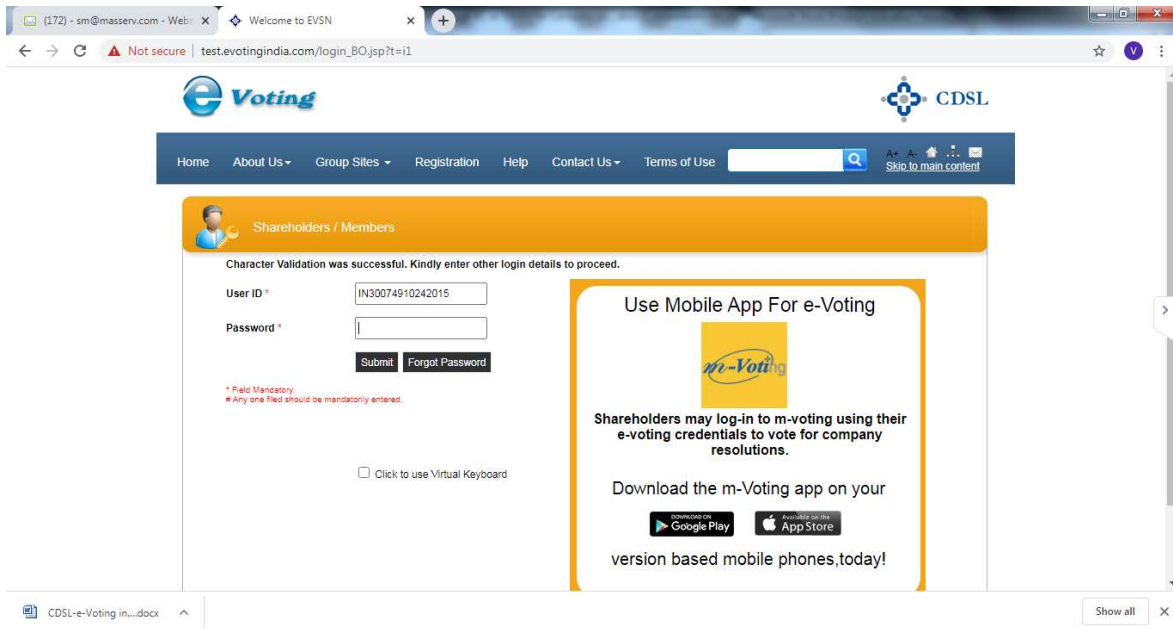 (172) - sm@masserv.com - Webm
Welcome to EVSN
Not secure | test.evotingindia.com/login_BO.jsp?t=i1
V
e Voting
CDSL
Home About Us Group Sites Registration Help Contact Us Terms of Use
A+ A-
Skip to main content
Shareholders / Members
Character Validation was successful. Kindly enter other login details to proceed.
User ID * IN30074910242015
Password *
Submit Forgot Password
* Field Mandatory.
# Any one filed should be mandatorily entered.
Click to use Virtual Keyboard
Use Mobile App For e-Voting
m-Voting
Shareholders may log-in to m-voting using their
e-voting credentials to vote for company
resolutions.
Download the m-Voting app on your
DOWNLOAD ON
Google Play
Available on the
App Store
version based mobile phones,today!
CDSL-e-Voting in....docx
Show all